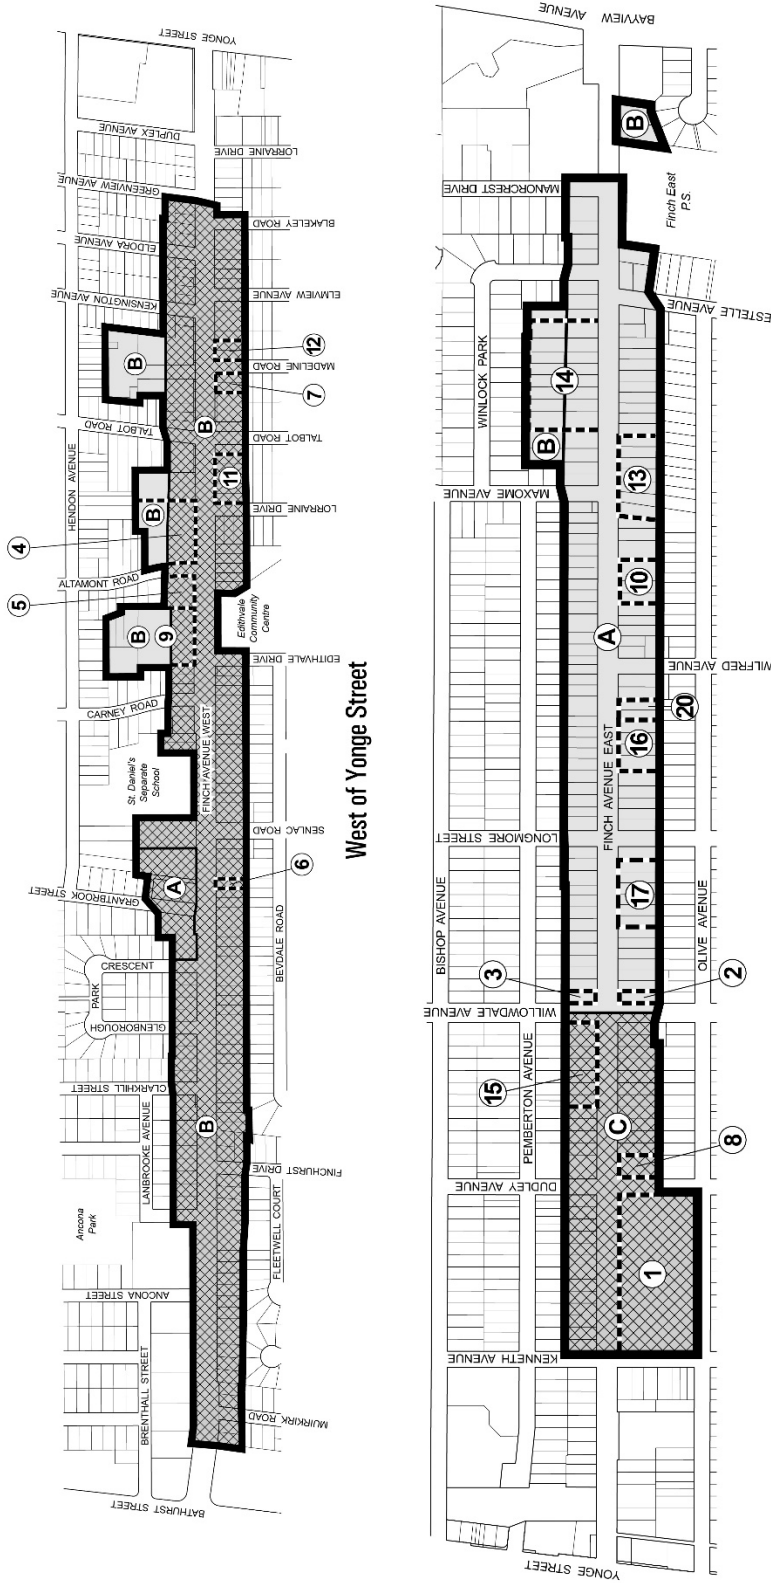 YONGE STREET
DUPLEX AVENUE
GREENVIEW AVENUE
LORRAINE DRIVE
BLAKELEY ROAD
ELDORA AVENUE
KENSINGTON AVENUE
ELMVIEW AVENUE
B
12
MADELINE ROAD
7
B
TALBOT ROAD
TALBOT ROAD
HENDON AVENUE
11
B
LORRAINE DRIVE
4
ALTAMONT ROAD
5
B
9
Edithvale
Community
Centre
EDITHVALE DRIVE
CARNEY ROAD
FINCH AVENUE WEST
St. Daniel's
Separate
School
SENLAC ROAD
6
A
GRANTBROOK STREET
BEVDALE ROAD
CRESCENT
PARK
GLENBOROUGH
CLARKHILL STREET
B
LANBROOKE AVENUE
FINCHURST DRIVE
Ancona
Park
FLEETWELL COURT
ANCONA STREET
BRENTHALL STREET
MUIRKIRK ROAD
BATHURST STREET
West of Yonge Street
BAYVIEW
AVENUE
B
MANORCREST DRIVE
Finch East
P.S.
ESTELLE AVENUE
WINLOCK PARK
14
B
MAXOME AVENUE
13
10
A
WILFRED AVENUE
20
16
FINCH AVENUE EAST
LONGMORE STREET
17
BISHOP AVENUE
OLIVE AVENUE
3
2
WILLOWDALE AVENUE
15
PEMBERTON AVENUE
C
8
DUDLEY AVENUE
1
KENNETH AVENUE
YONGE STREET